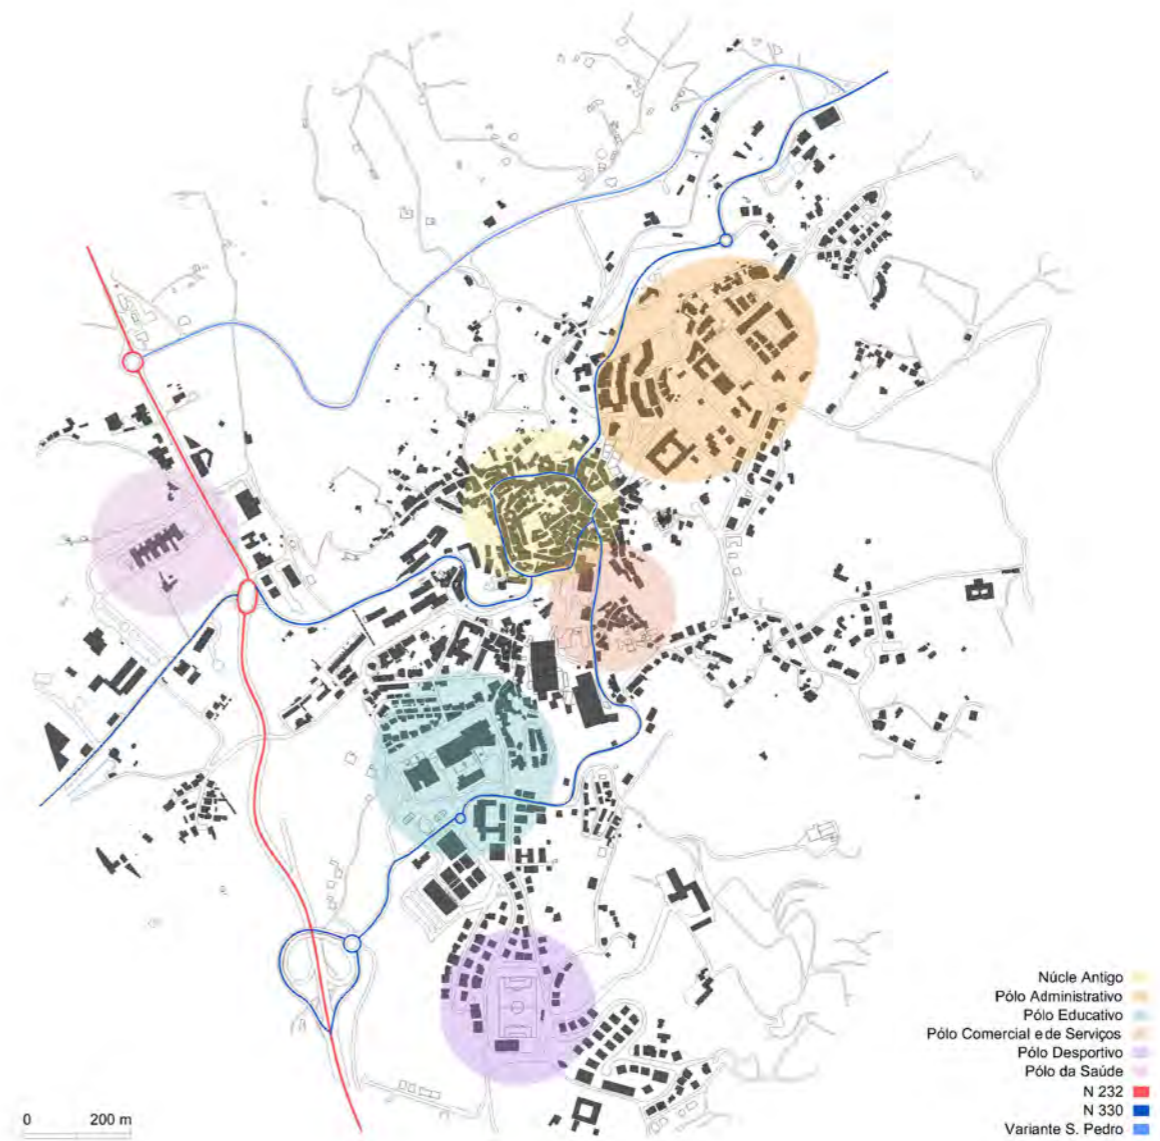 Núcle Antigo
Pólo Administrativo
Pólo Educativo
Pólo Comercial e de Serviços
Pólo Desportivo
Pólo da Saúde
N 232
N 330
Variante S. Pedro
0 200 m